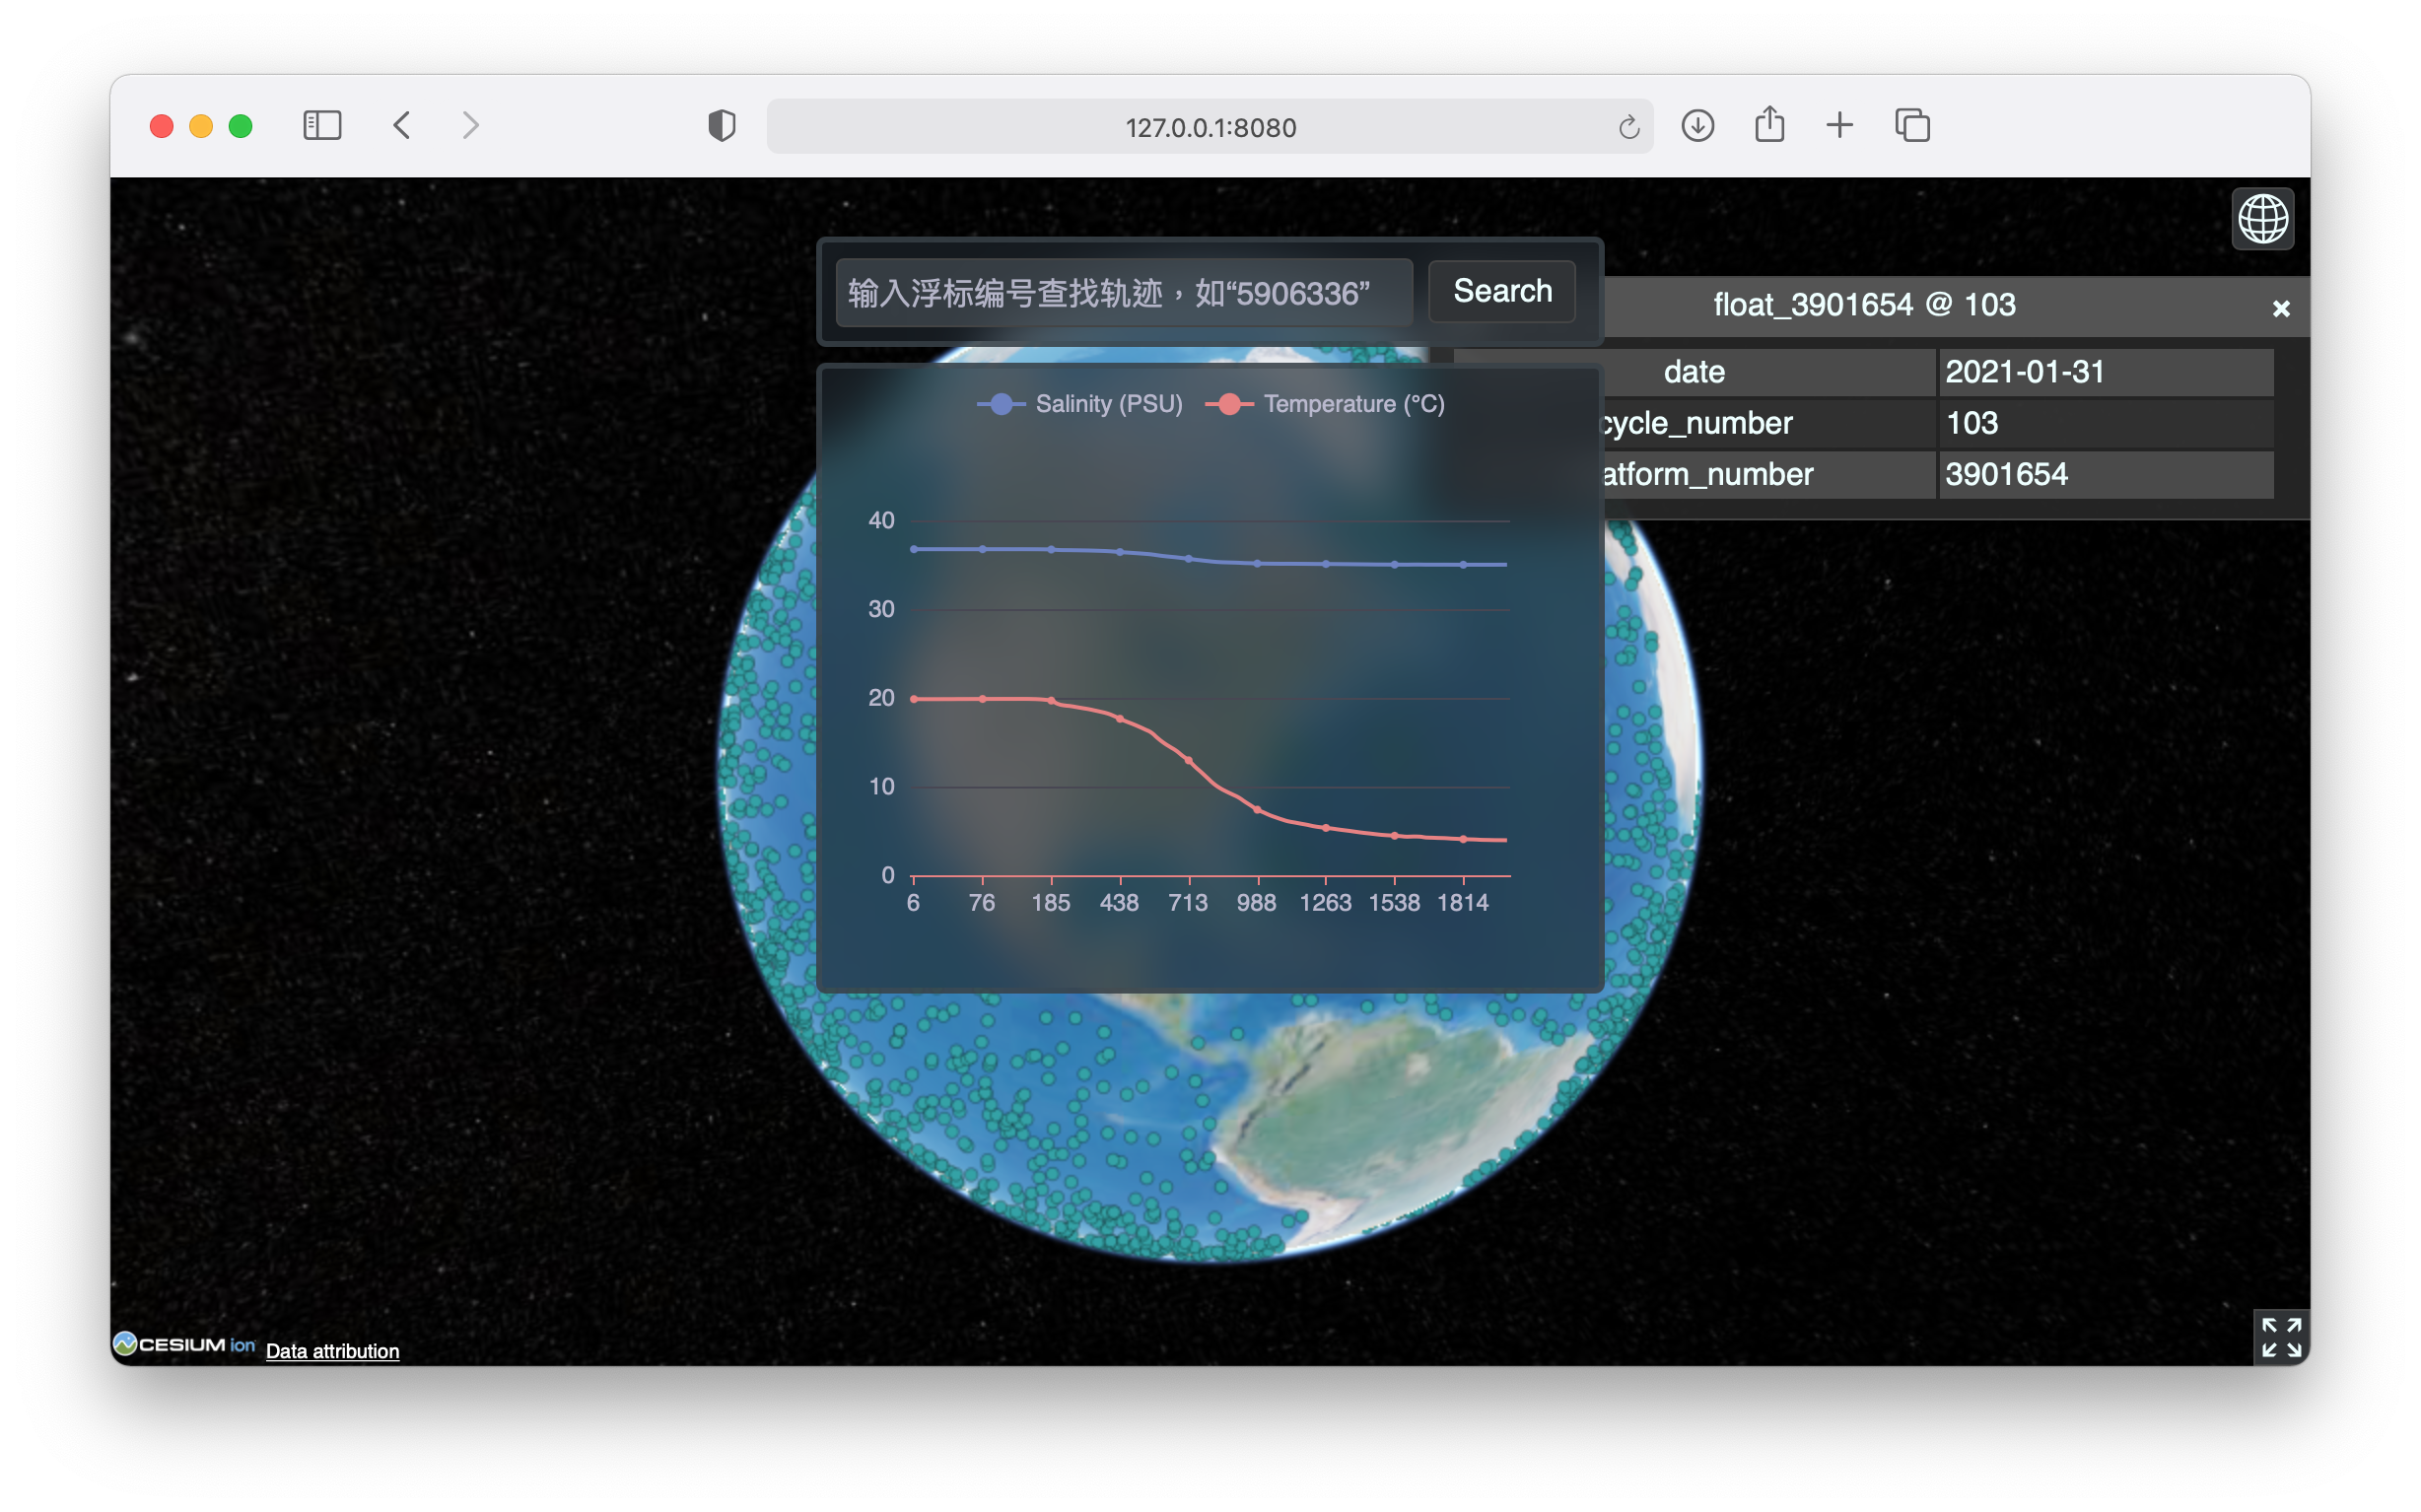 127.0.0.1:8080
输入浮标编号查找轨迹，如“5906336”
Search
float_3901654 @ 103
date 2021-01-31
cycle_number 103
atform_number 3901654
Salinity (PSU) Temperature (°C)
40
30
20
10
0
6 76 185 438 713 988 1263 1538 1814
CESIUM ion Data attribution